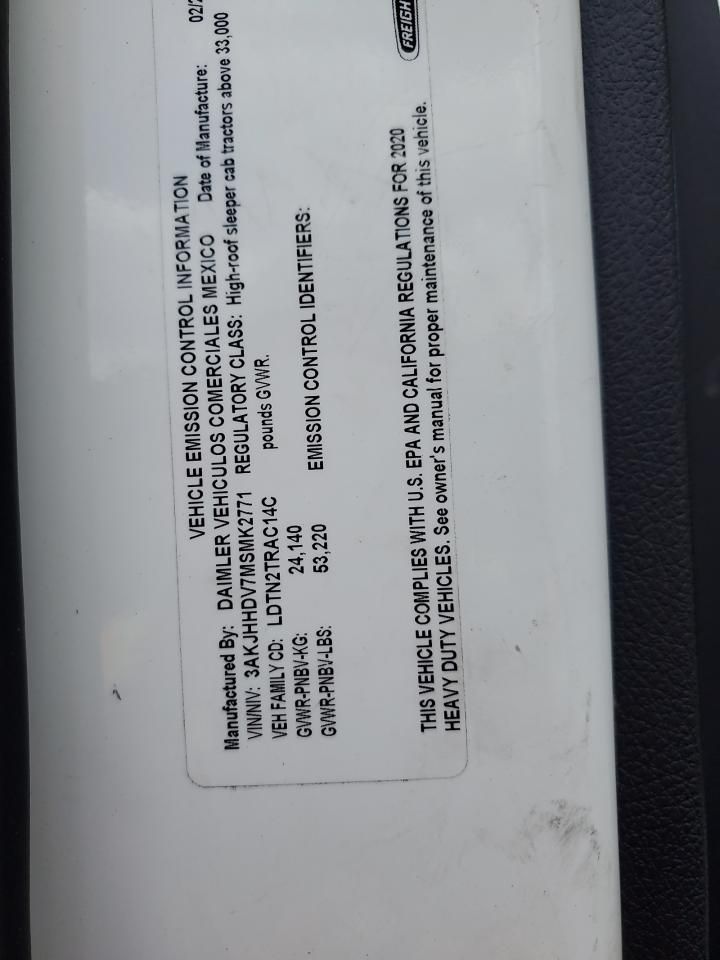 VEHICLE EMISSION CONTROL INFORMATION
Manufactured By: DAIMLER VEHICULOS COMERCIALES MEXICO Date of Manufacture:
VIN/NIV: 3AKJHHDV7MSMK2771 REGULATORY CLASS: High-roof sleeper cab tractors above 33,000
VEH FAMILY CD: LDTN2TRAC14C pounds GVWR.
GVWR-PNBV-KG: 24,140
GVWR-PNBV-LBS: 53,220 EMISSION CONTROL IDENTIFIERS:
THIS VEHICLE COMPLIES WITH U.S. EPA AND CALIFORNIA REGULATIONS FOR 2020
HEAVY DUTY VEHICLES. See owner's manual for proper maintenance of this vehicle.